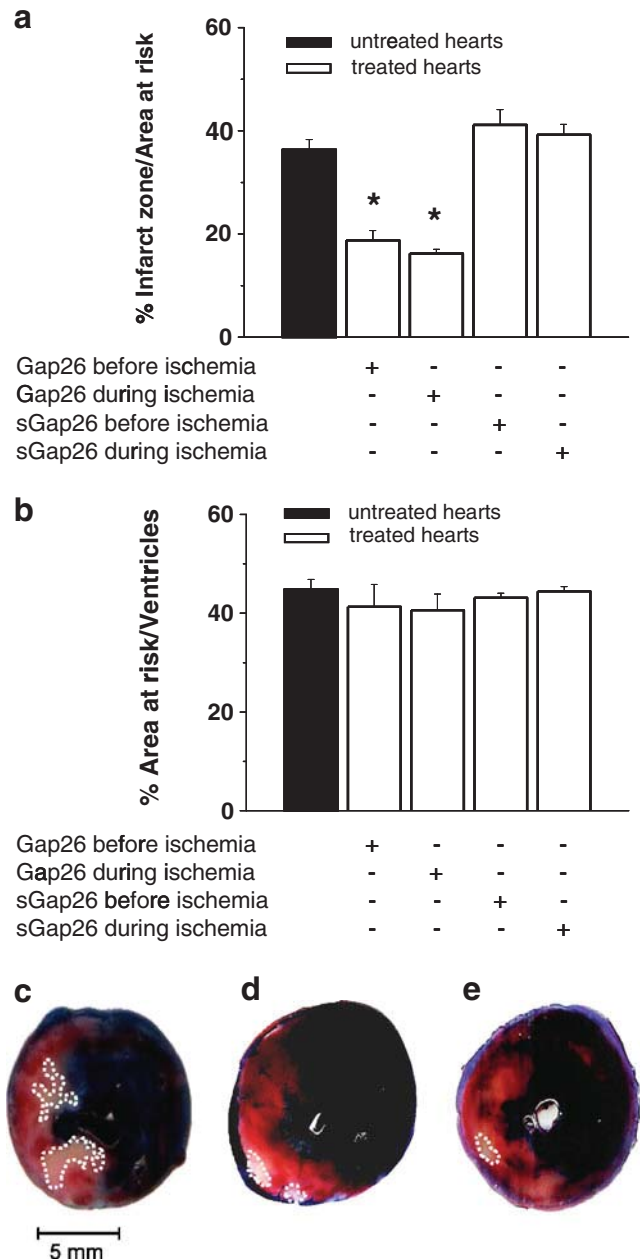 a
% Infarct zone/Area at risk
60
40
20
0
untreated hearts
treated hearts
* *
Gap26 before ischemia + - - -
Gap26 during ischemia - + - -
sGap26 before ischemia - - + -
sGap26 during ischemia - - - +
b
% Area at risk/Ventricles
60
40
20
0
untreated hearts
treated hearts
Gap26 before ischemia + - - -
Gap26 during ischemia - + - -
sGap26 before ischemia - - + -
sGap26 during ischemia - - - +
c d e
5 mm